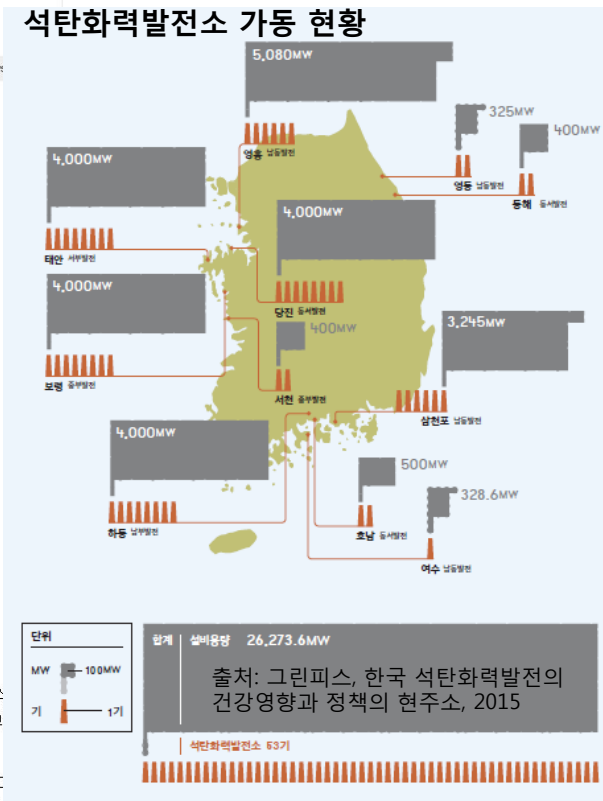 석탄화력발전소 가동 현황
5,080MW
영흥 남동발전
325MW
영동 남동발전
400MW
동해 동서발전
4,000MW
태안 서부발전
4,000MW
당진 동서발전
4,000MW
보령 중부발전
400MW
서천 중부발전
3,245MW
삼천포 남동발전
4,000MW
하동 남부발전
500MW
호남 동서발전
328.6MW
여수 남동발전
단위
MW 100MW
기 1기
합계 설비용량 26,273.6MW
출처: 그린피스, 한국 석탄화력발전의
건강영향과 정책의 현주소, 2015
석탄화력발전소 53기